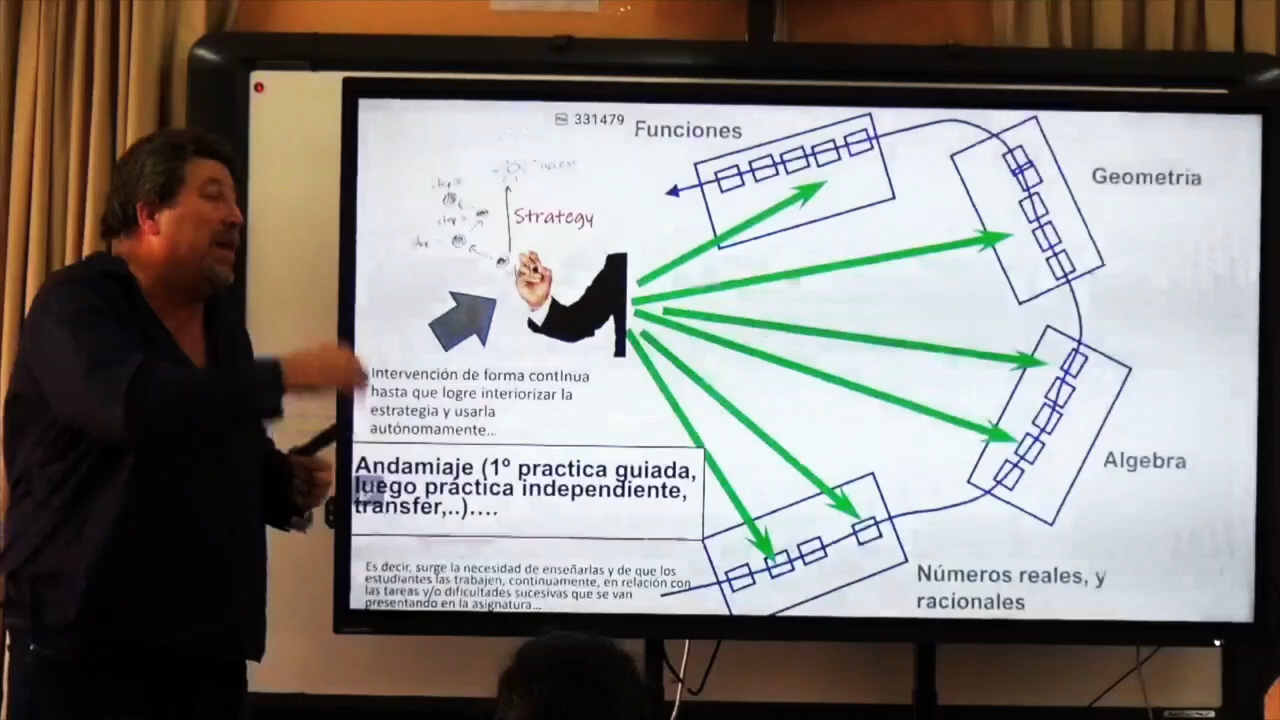 331479
Funciones
Geometria
Strategy
Intervención de forma continua
hasta que logre interiorizar la
estrategia y usarla
autónomamente...
Andamiaje (1º practica guiada,
luego práctica independiente,
transfer,..)....
Algebra
Es decir, surge la necesidad de enseñarlas y de que los
estudiantes las trabajen, continuamente, en relación con
las tareas y/o dificultades sucesivas que se van
presentando en la asignatura...
Números reales, y
racionales